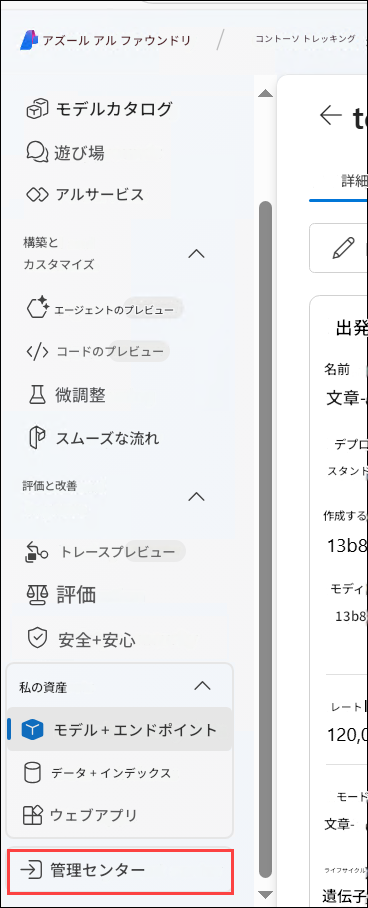 アズール アル ファウンドリ
コントーソ トラッキング
モデルカタログ
遊び場
アルサービス
構築と
カスタマイズ
エージェントのプレビュー
コードのプレビュー
微調整
スムーズな流れ
評価と改善
トレースプレビュー
評価
安全+安心
私の資産
モデル + エンドポイント
データ + インデックス
ウェブアプリ
管理センター
詳細
出発
名前
文章-
デプロ
スタンド
作成する
13b8
モディ
13b8
レート
120,0
モード
文章-
ライフサイクル
遺伝子